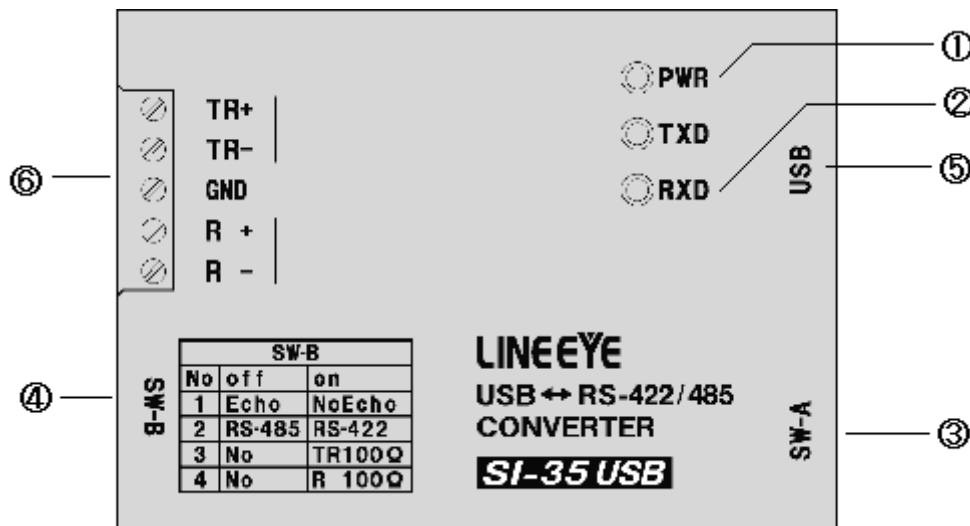 ①
PWR
②
TXD
RXD
USB
⑤
TR+
TR-
⑥
GND
R +
R -
SW-B
No off on
1 Echo NoEcho
2 RS-485 RS-422
3 No TR100Ω
4 No R 100Ω
④
SW-B
LINEEYE
USB ↔ RS-422/485
CONVERTER
SI-35 USB
SW-A
③